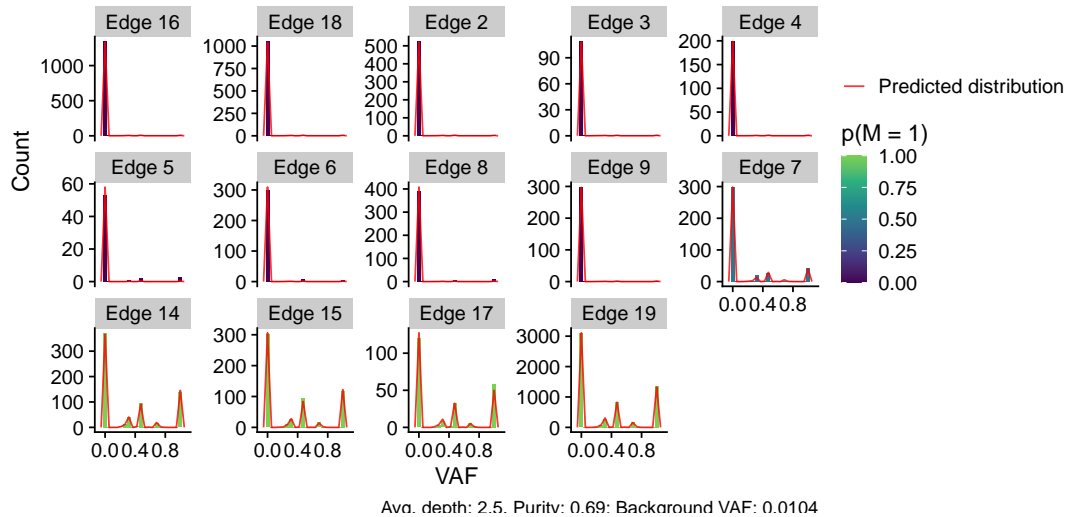 Edge 16 Edge 18 Edge 2 Edge 3 Edge 4
1000 500 0
1000 750 500 250 0
500 400 300 200 100 0
90 60 30 0
200 150 100 50 0
Predicted distribution
p(M = 1)
1.00
0.75
0.50
0.25
0.00
Count
Edge 5 Edge 6 Edge 8 Edge 9 Edge 7
60 40 20 0
300 200 100 0
400 300 200 100 0
300 200 100 0
300 200 100 0
0.0 0.4 0.8
Edge 14 Edge 15 Edge 17 Edge 19
300 200 100 0
300 200 100 0
100 50 0
3000 2000 1000 0
0.0 0.4 0.8 0.0 0.4 0.8 0.0 0.4 0.8 0.0 0.4 0.8
VAF
Avg. depth: 2.5, Purity: 0.69; Background VAF: 0.0104